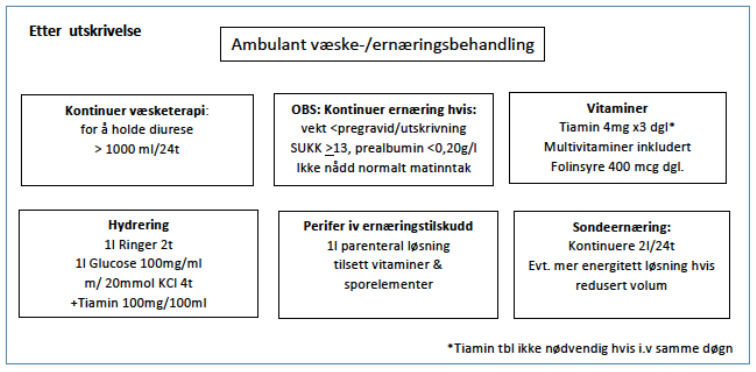 Etter utskrivelse
Ambulant væske-/ernæringsbehandling
Kontinuer væsketerapi:
for å holde diurese
> 1000 ml/24t
OBS: Kontinuer ernæring hvis:
vekt <pregravid/utskrivning
SUKK >13, prealbumin <0,20g/l
Ikke nådd normalt matinntak
Vitaminer
Tiamin 4mg x3 dgl*
Multivitaminer inkludert
Folinsyre 400 mcg dgl.
Hydrering
1l Ringer 2t
1l Glucose 100mg/ml
m/ 20mmol KCl 4t
+Tiamin 100mg/100ml
Perifer iv ernæringstilskudd
1l parenteral løsning
tilsett vitaminer &
sporelementer
Sondeernæring:
Kontinuere 2l/24t
Evt. mer energitett løsning hvis
redusert volum
*Tiamin tbl ikke nødvendig hvis i.v samme døgn